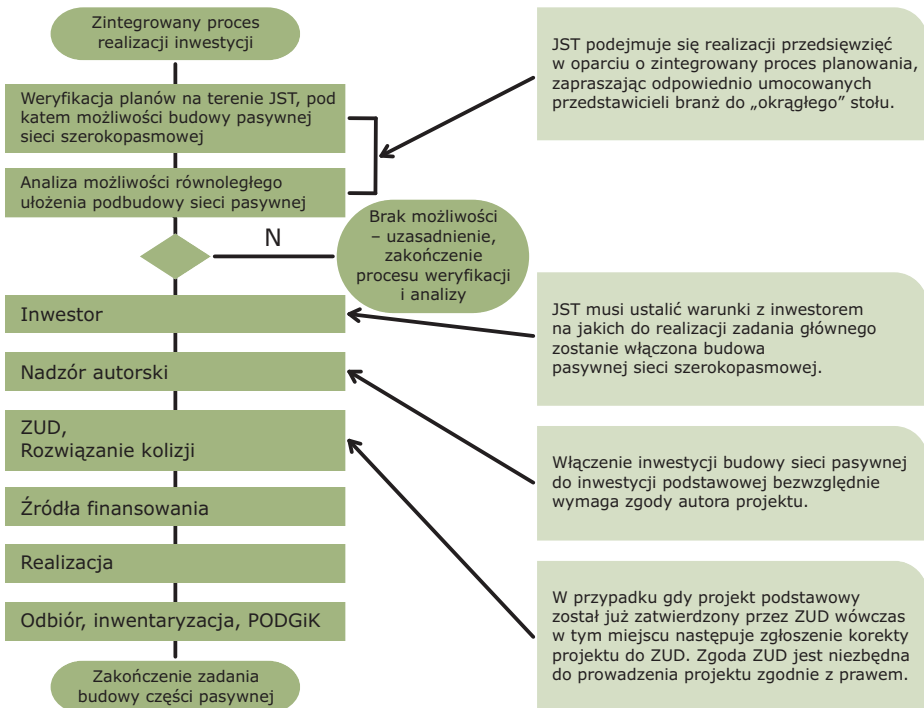 Zintegrowany proces
realizacji inwestycji
Weryfikacja planów na terenie JST, pod
katem możliwości budowy pasywnej
sieci szerokopasmowej
Analiza możliwości równoległego
ułożenia podbudowy sieci pasywnej
N
Brak możliwości
– uzasadnienie,
zakończenie
procesu weryfikacji
i analizy
Inwestor
Nadzór autorski
ZUD,
Rozwiązanie kolizji
Źródła finansowania
Realizacja
Odbiór, inwentaryzacja, PODGiK
Zakończenie zadania
budowy części pasywnej
JST podejmuje się realizacji przedsięwzięć
w oparciu o zintegrowany proces planowania,
zapraszając odpowiednio umocowanych
przedstawicieli branż do „okrągłego” stołu.
JST musi ustalić warunki z inwestorem
na jakich do realizacji zadania głównego
zostanie włączona budowa
pasywnej sieci szerokopasmowej.
Włączenie inwestycji budowy sieci pasywnej
do inwestycji podstawowej bezwzględnie
wymaga zgody autora projektu.
W przypadku gdy projekt podstawowy
został już zatwierdzony przez ZUD wówczas
w tym miejscu następuje zgłoszenie korekty
projektu do ZUD. Zgoda ZUD jest niezbędna
do prowadzenia projektu zgodnie z prawem.